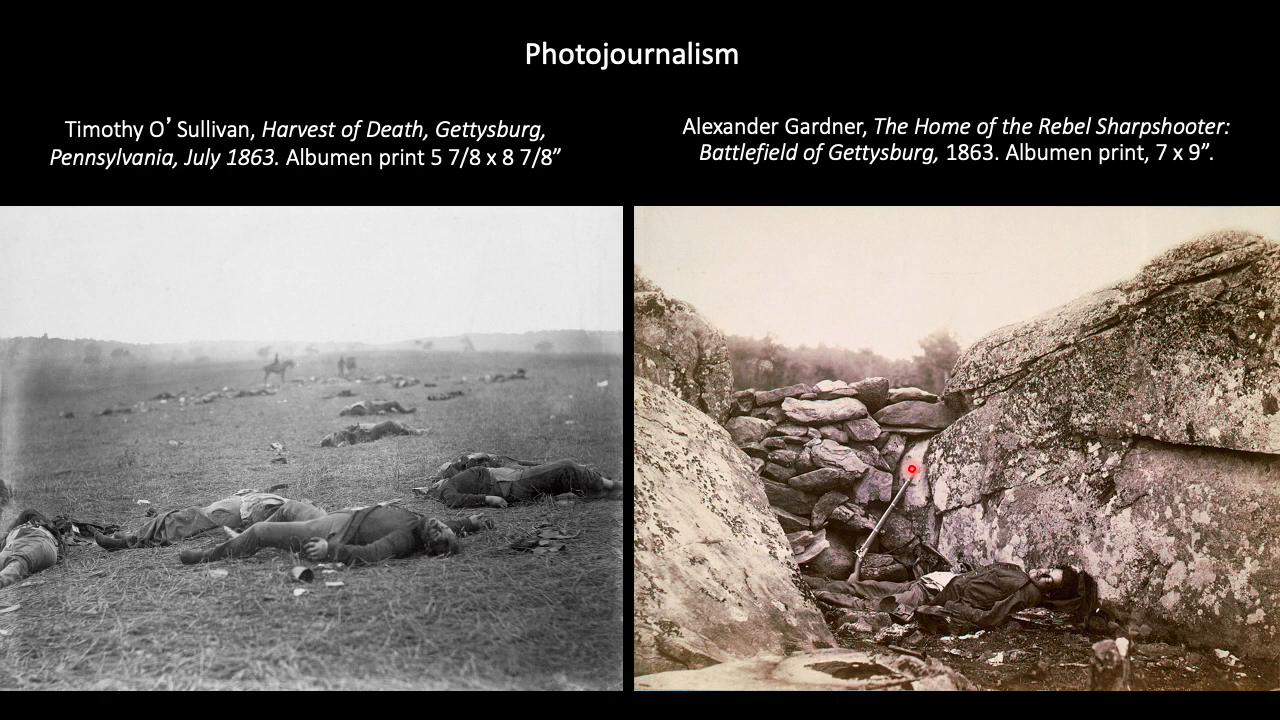 Photojournalism
Timothy O’ Sullivan, Harvest of Death, Gettysburg,
Pennsylvania, July 1863. Albumen print 5 7/8 x 8 7/8”
Alexander Gardner, The Home of the Rebel Sharpshooter:
Battlefield of Gettysburg, 1863. Albumen print, 7 x 9”.